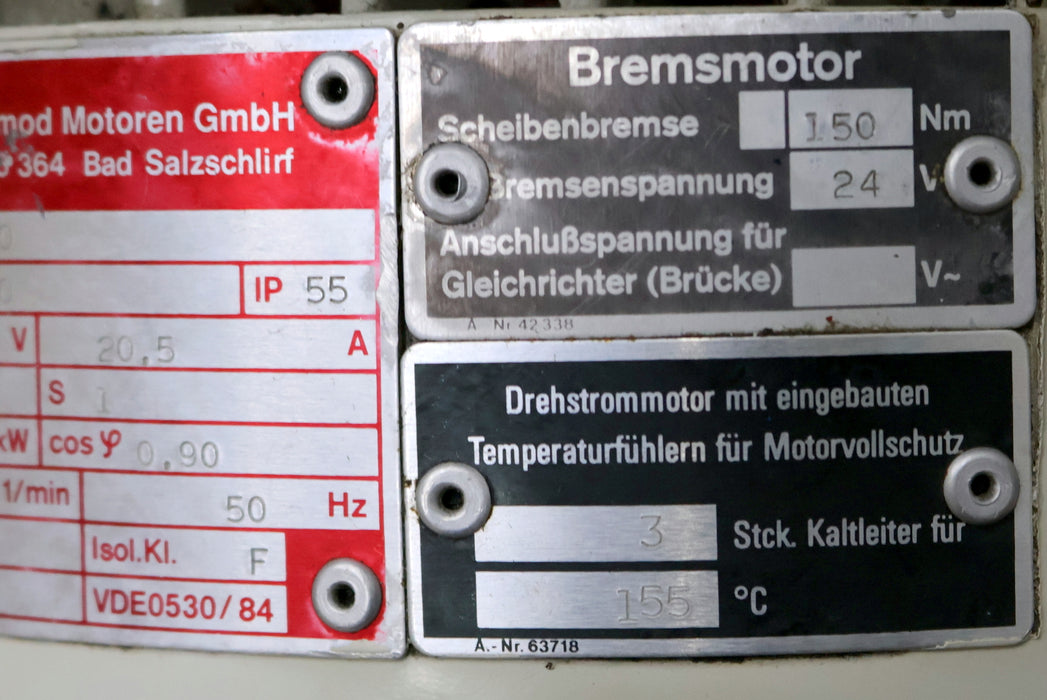 mod Motoren GmbH
364 Bad Salzschlirf
0
0 IP 55
V 20,5 A
S 1
kW cos φ 0,90
1/min 50 Hz
Isol.Kl. F
VDE0530/84
Bremsmotor
Scheibenbremse 150 Nm
Bremsenspannung 24 V
Anschlußspannung für
Gleichrichter (Brücke) V~
A Nr 42338
Drehstrommotor mit eingebauten
Temperaturfühlern für Motorvollschutz
3 Stck. Kaltleiter für
155 °C
A.-Nr. 63718